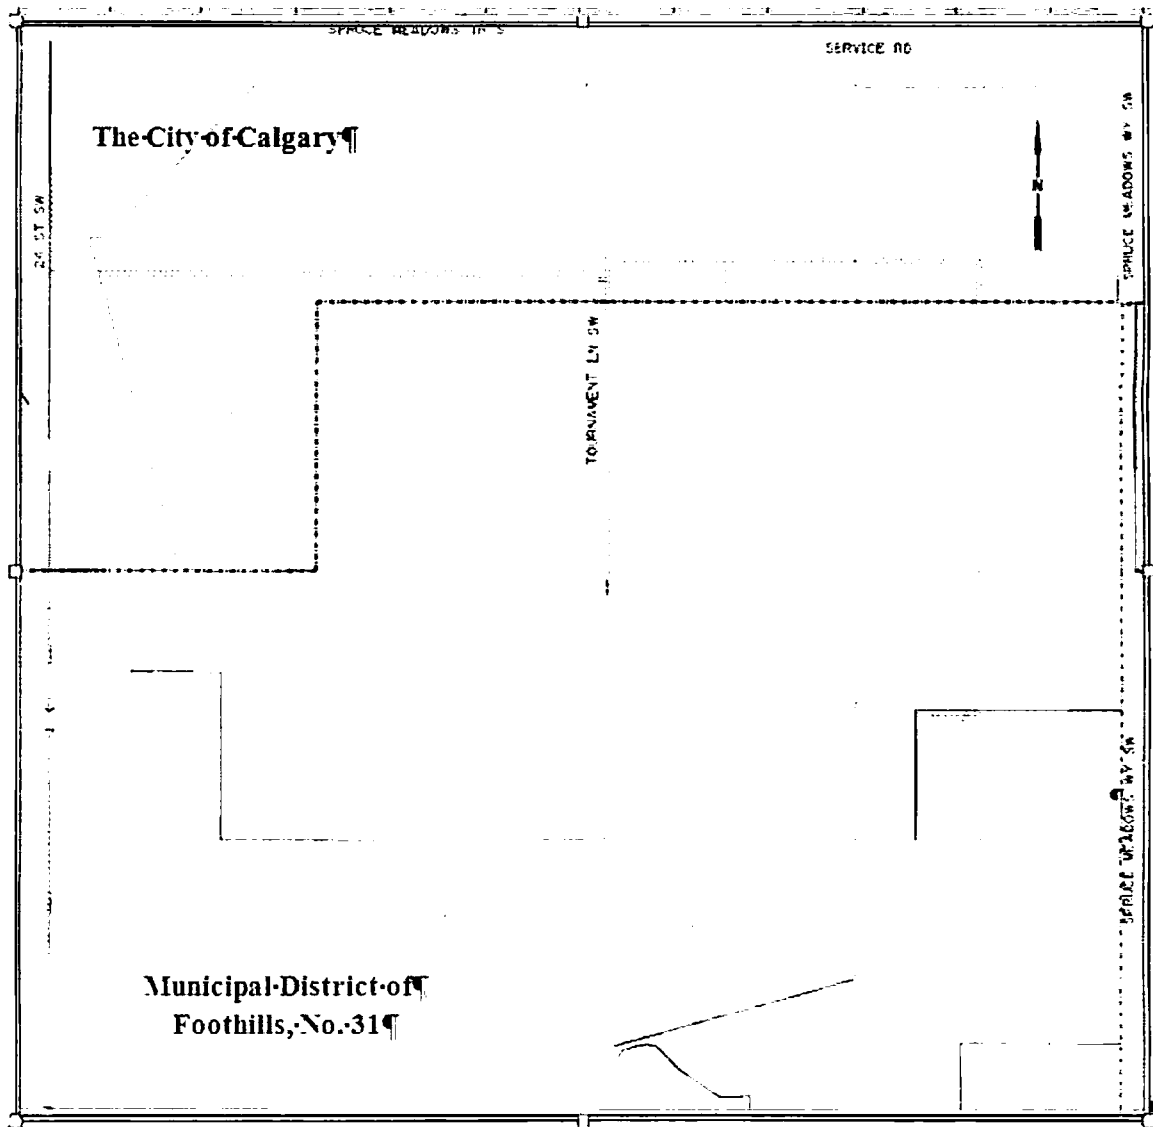 SPRUCE MEADOWS TR S
SERVICE RD
SPRUCE MEADOWS WY SW
The·City·of·Calgary¶
24 ST SW
N
TOURNAMENT LN SW
SPRUCE MEADOWS WY SW
¶
Municipal·District·of¶
Foothills,·No.·31¶